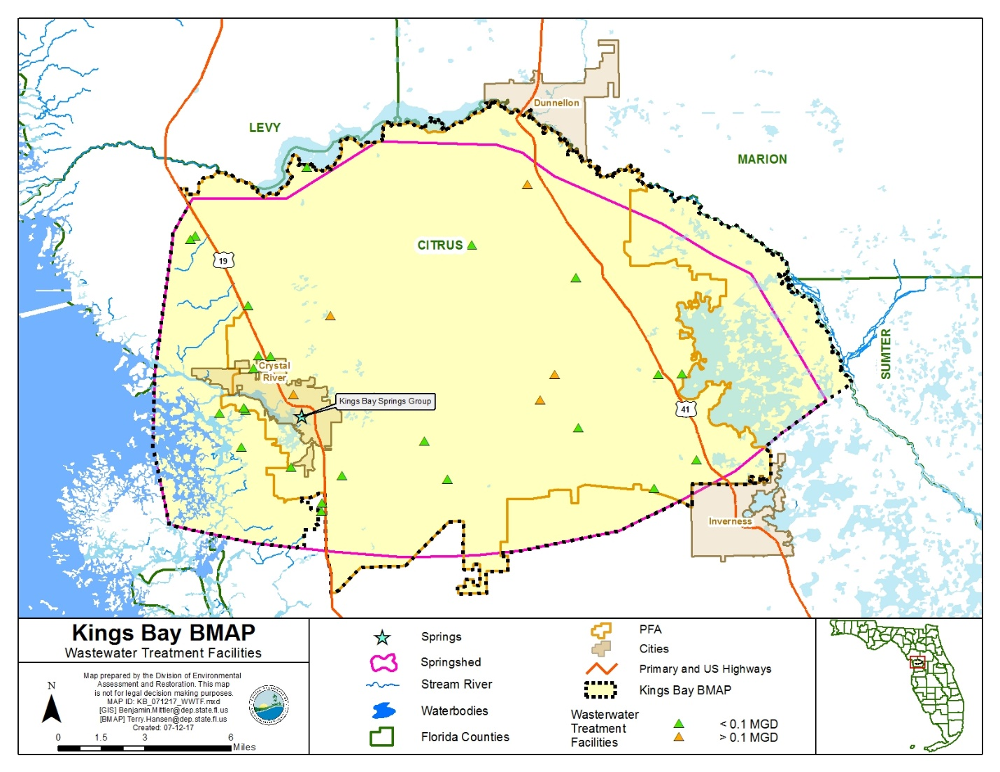 Dunnellon
LEVY
MARION
CITRUS
19
SUMTER
Crystal
River
Kings Bay Springs Group
41
Inverness
Kings Bay BMAP
Wastewater Treatment Facilities
N
Map prepared by the Division of Environmental
Assessment and Restoration. This map
is not for legal decision making purposes.
MAP ID: KB_071217_WWTF.mxd
[GIS] Benjamin.Mittler@dep.state.fl.us
[BMAP] Terry.Hansen@dep.state.fl.us
Created: 07-12-17
0 1.5 3 6
Miles
Springs
Springshed
Stream River
Waterbodies
Florida Counties
PFA
Cities
Primary and US Highways
Kings Bay BMAP
Wasterwater
Treatment
Facilities
< 0.1 MGD
> 0.1 MGD